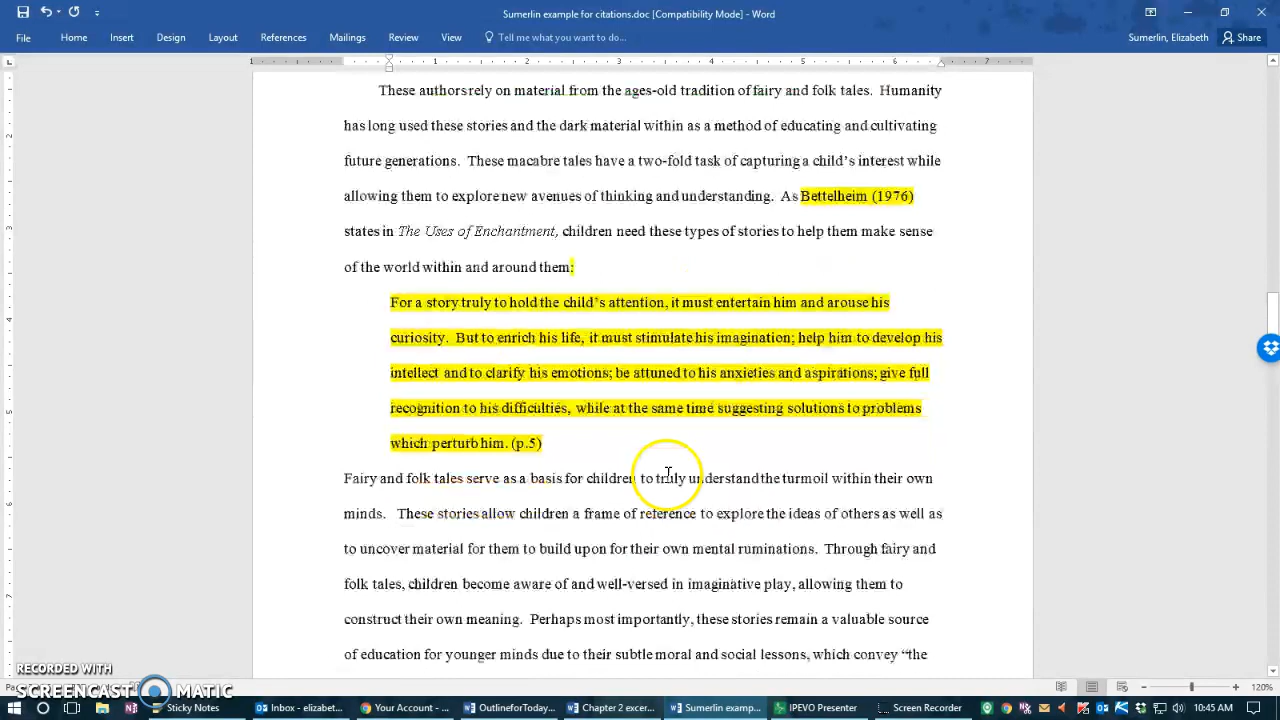 Sumerlin example for citations.doc [Compatibility Mode] - Word
File Home Insert Design Layout References Mailings Review View Tell me what you want to do... Sumerlin, Elizabeth Share
1 1 2 3 4 5 6 7
These authors rely on material from the ages-old tradition of fairy and folk tales. Humanity
has long used these stories and the dark material within as a method of educating and cultivating
future generations. These macabre tales have a two-fold task of capturing a child’s interest while
allowing them to explore new avenues of thinking and understanding. As Bettelheim (1976)
states in The Uses of Enchantment, children need these types of stories to help them make sense
of the world within and around them:
For a story truly to hold the child’s attention, it must entertain him and arouse his
curiosity. But to enrich his life, it must stimulate his imagination; help him to develop his
intellect and to clarify his emotions; be attuned to his anxieties and aspirations; give full
recognition to his difficulties, while at the same time suggesting solutions to problems
which perturb him. (p.5)
Fairy and folk tales serve as a basis for children to truly understand the turmoil within their own
minds. These stories allow children a frame of reference to explore the ideas of others as well as
to uncover material for them to build upon for their own mental ruminations. Through fairy and
folk tales, children become aware of and well-versed in imaginative play, allowing them to
construct their own meaning. Perhaps most importantly, these stories remain a valuable source
of education for younger minds due to their subtle moral and social lessons, which convey “the
RECORDED WITH
SCREENCAST MATIC
120%
Sticky Notes Inbox - elizabet... Your Account - ... OutlineforToday... Chapter 2 excer... Sumerlin examp... IPEVO Presenter Screen Recorder 10:45 AM